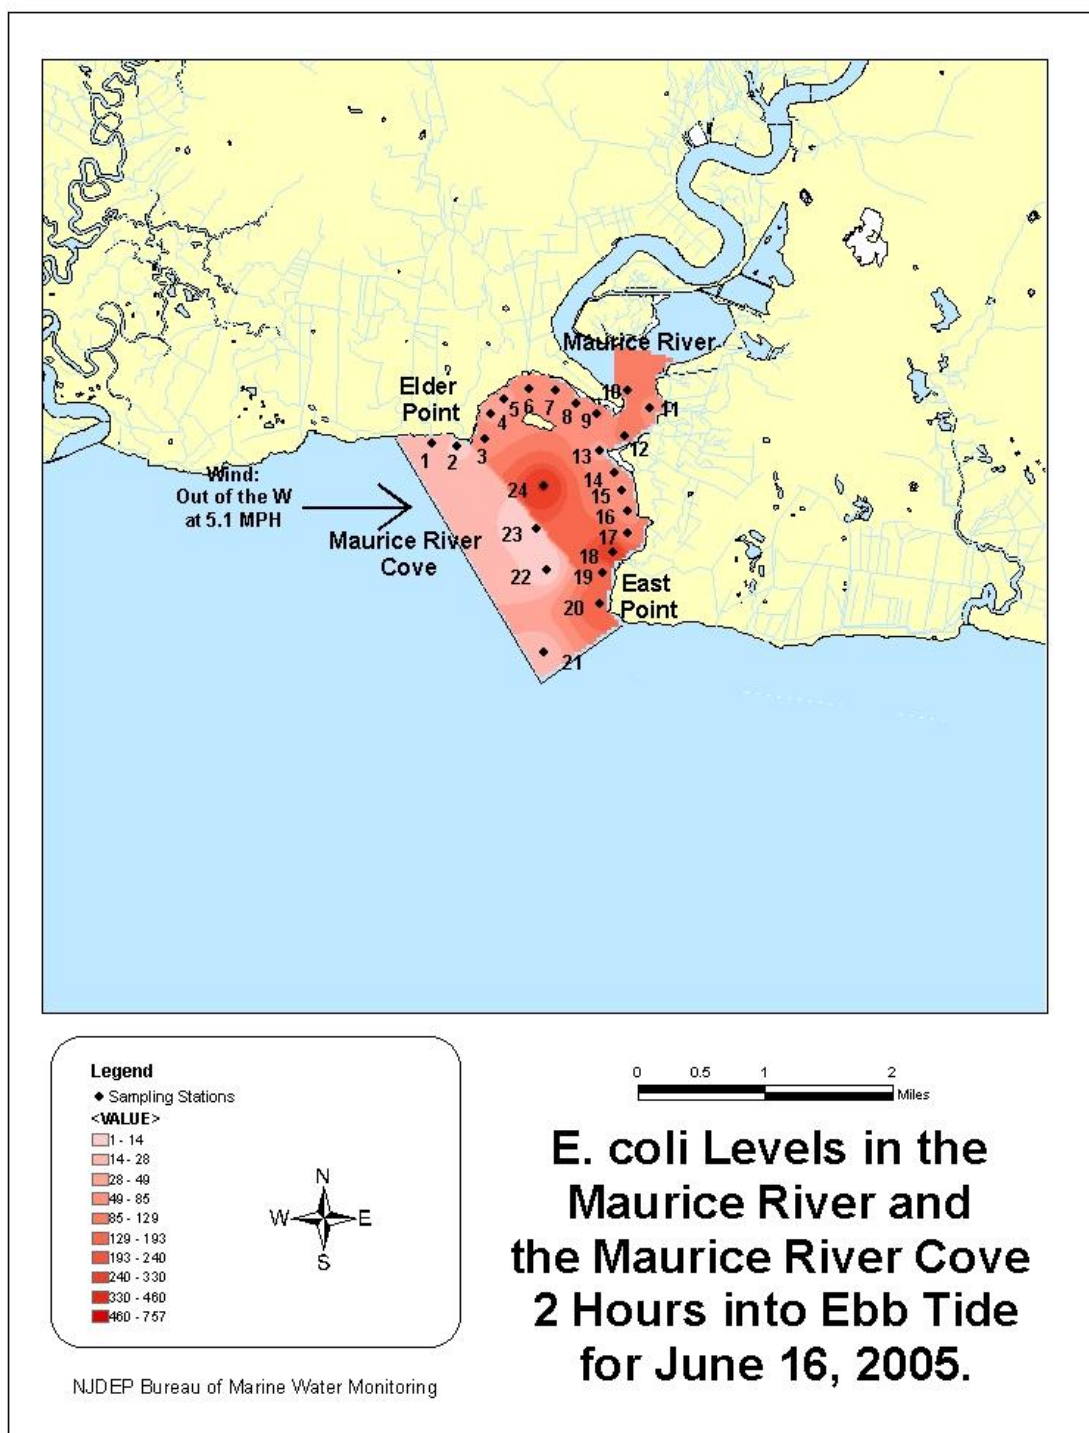 Maurice River
Elder
Point
10
11
6
7
5
8
9
4
12
1
2
3
13
14
24
15
16
23
17
18
22
19
20
21
Wind:
Out of the W
at 5.1 MPH
Maurice River
Cove
East
Point
Legend
Sampling Stations
<VALUE>
1 - 14
14 - 28
28 - 49
49 - 85
85 - 129
129 - 193
193 - 240
240 - 330
330 - 460
460 - 757
N
W E
S
0 0.5 1 2
Miles
E. coli Levels in the
Maurice River and
the Maurice River Cove
2 Hours into Ebb Tide
for June 16, 2005.
NJDEP Bureau of Marine Water Monitoring